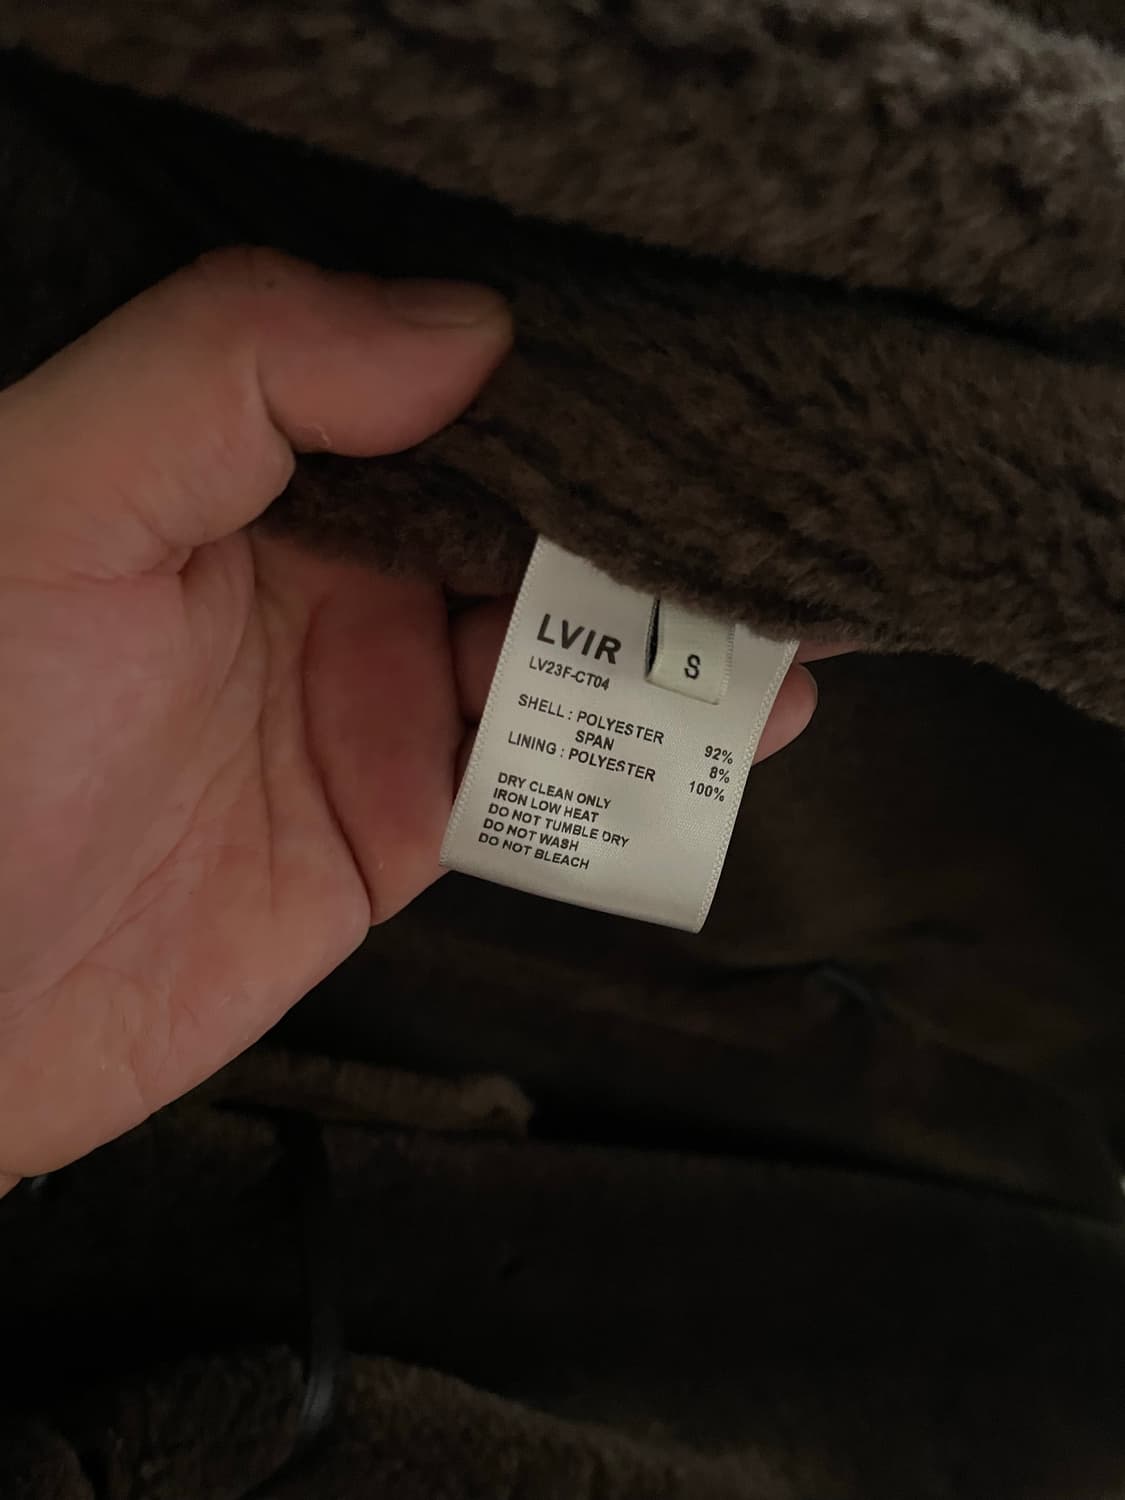 LVIR
S
LV23F-CT04
SHELL : POLYESTER 92%
SPAN 8%
LINING : POLYESTER 100%
DRY CLEAN ONLY
IRON LOW HEAT
DO NOT TUMBLE DRY
DO NOT WASH
DO NOT BLEACH